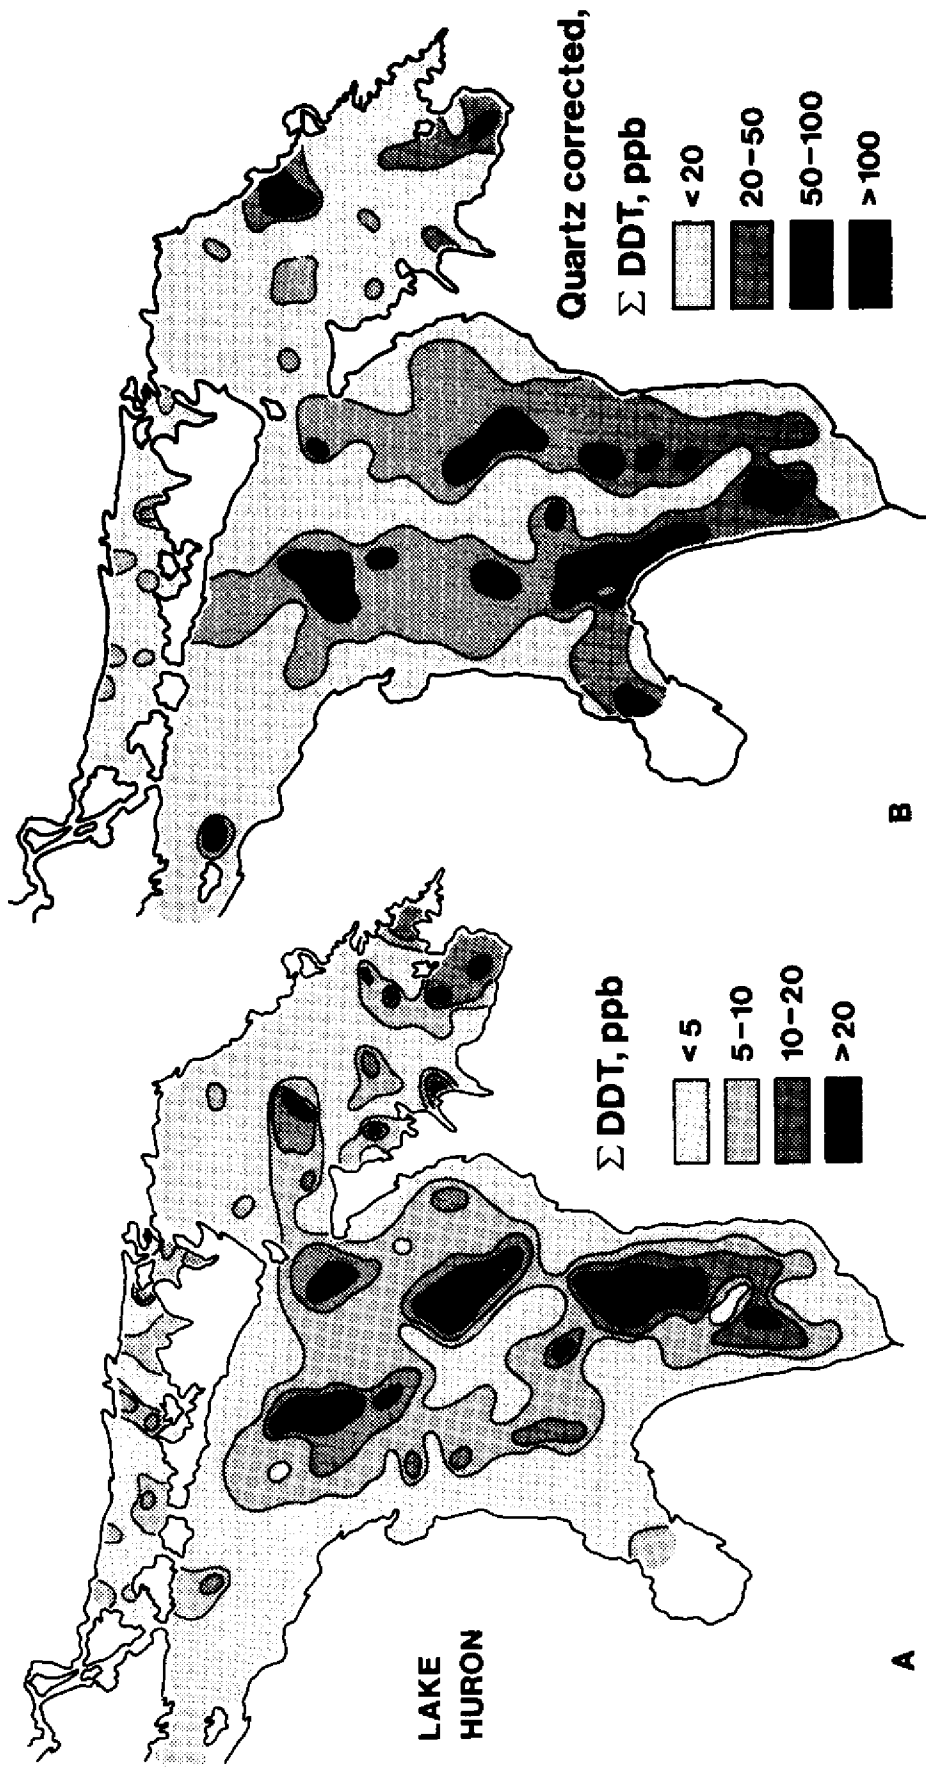 LAKE
HURON
Σ DDT, ppb
<5
5–10
10–20
>20
A
Quartz corrected,
Σ DDT, ppb
<20
20–50
50–100
>100
B